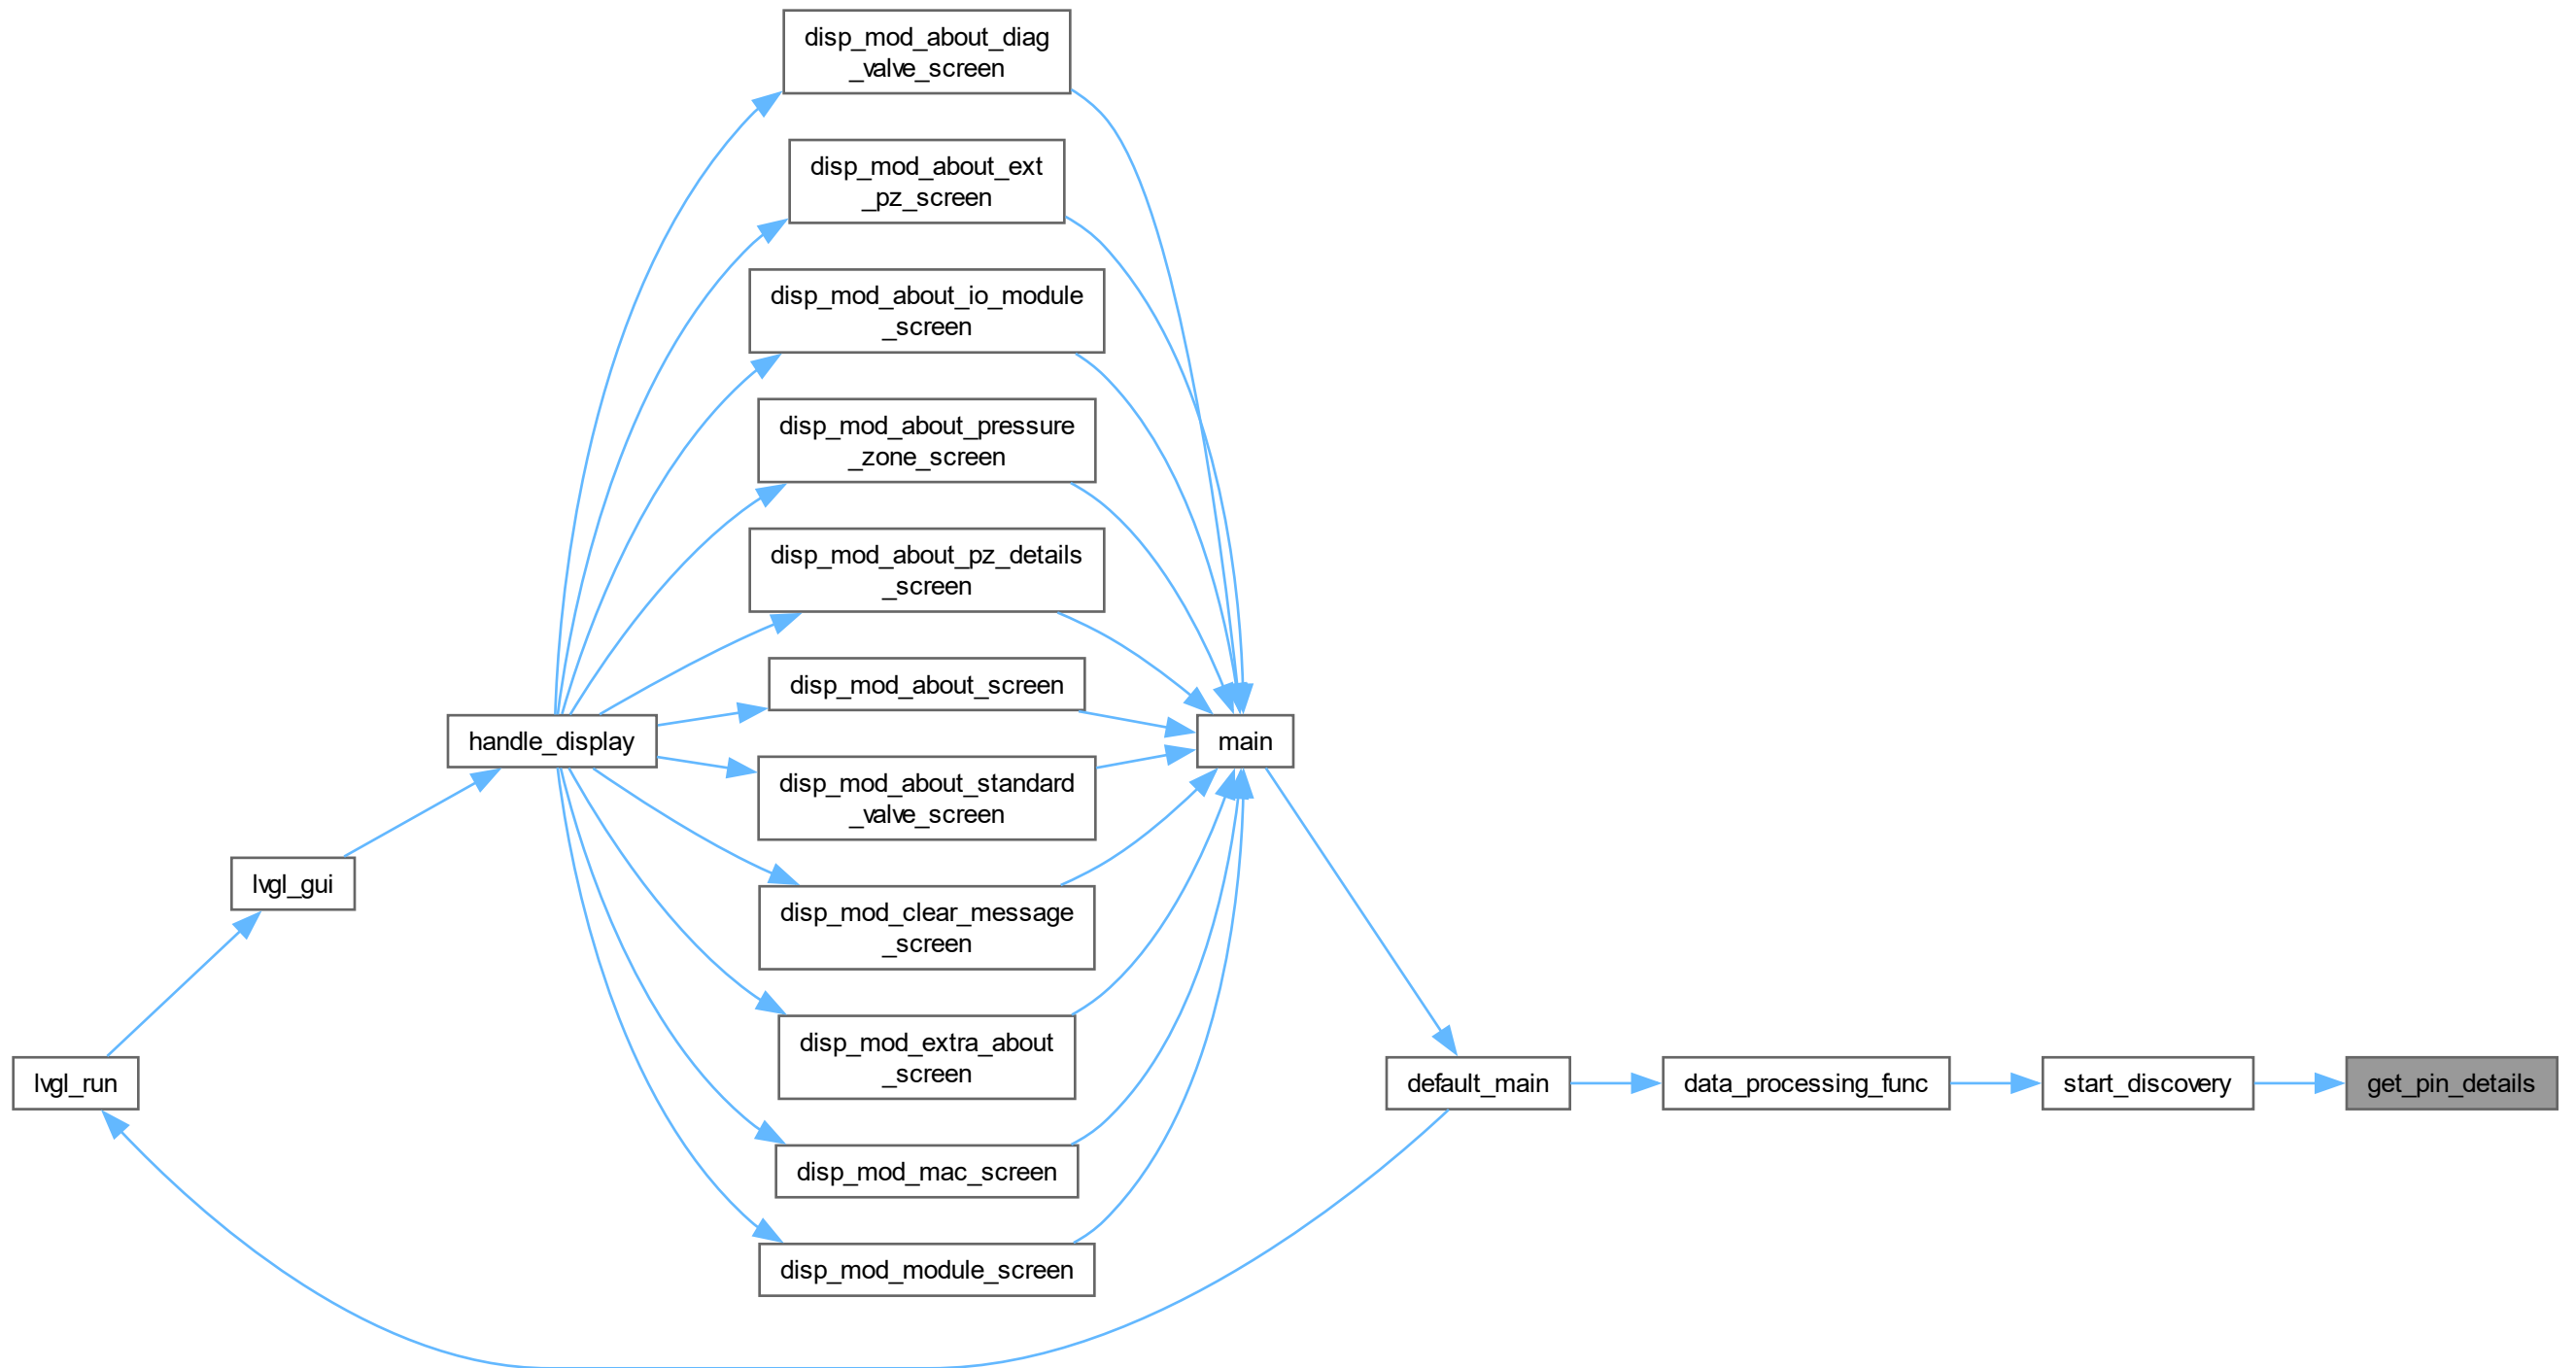 disp_mod_about_diag
_valve_screen
disp_mod_about_ext
_pz_screen
disp_mod_about_io_module
_screen
disp_mod_about_pressure
_zone_screen
disp_mod_about_pz_details
_screen
disp_mod_about_screen
handle_display
main
disp_mod_about_standard
_valve_screen
lvgl_gui
disp_mod_clear_message
_screen
disp_mod_extra_about
_screen
lvgl_run
default_main
data_processing_func
start_discovery
get_pin_details
disp_mod_mac_screen
disp_mod_module_screen